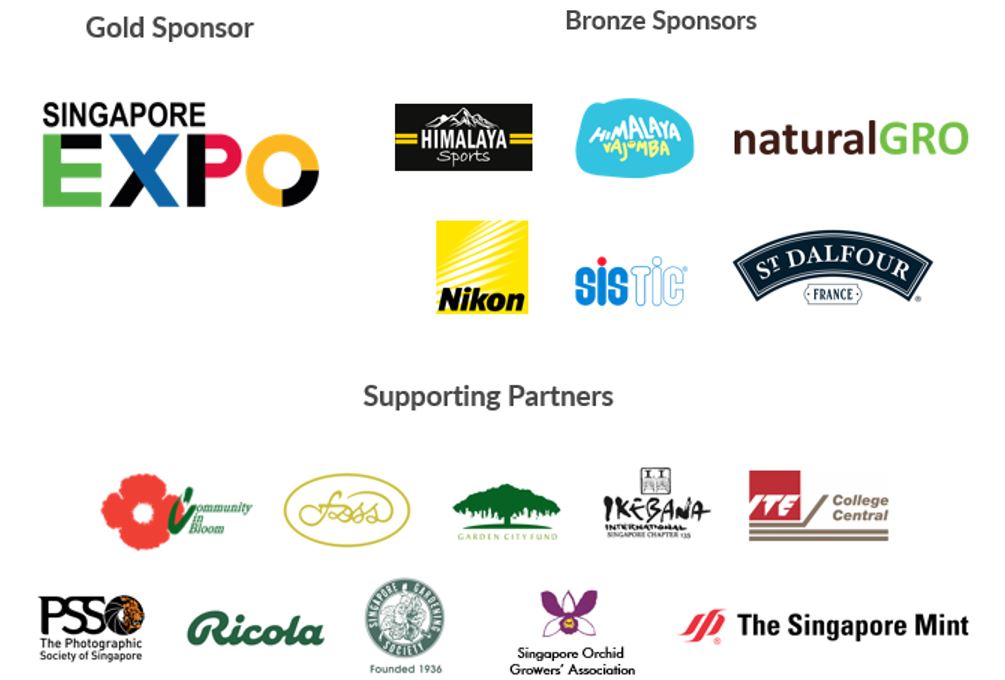 Gold Sponsor
Bronze Sponsors
SINGAPORE
EXPO
HIMALAYA
Sports
HiMALAYA
VAJOMBA
naturalGRO
Nikon
sisTic®
ST DALFOUR
FRANCE
®
Supporting Partners
Community
in
Bloom
foss
GARDEN CITY FUND
IKEBANA
INTERNATIONAL
SINGAPORE CHAPTER 135
ITE College
Central
PSS
The Photographic
Society of Singapore
Ricola
SINGAPORE GARDENING
SOCIETY
Founded 1936
Singapore Orchid
Growers' Association
The Singapore Mint
®